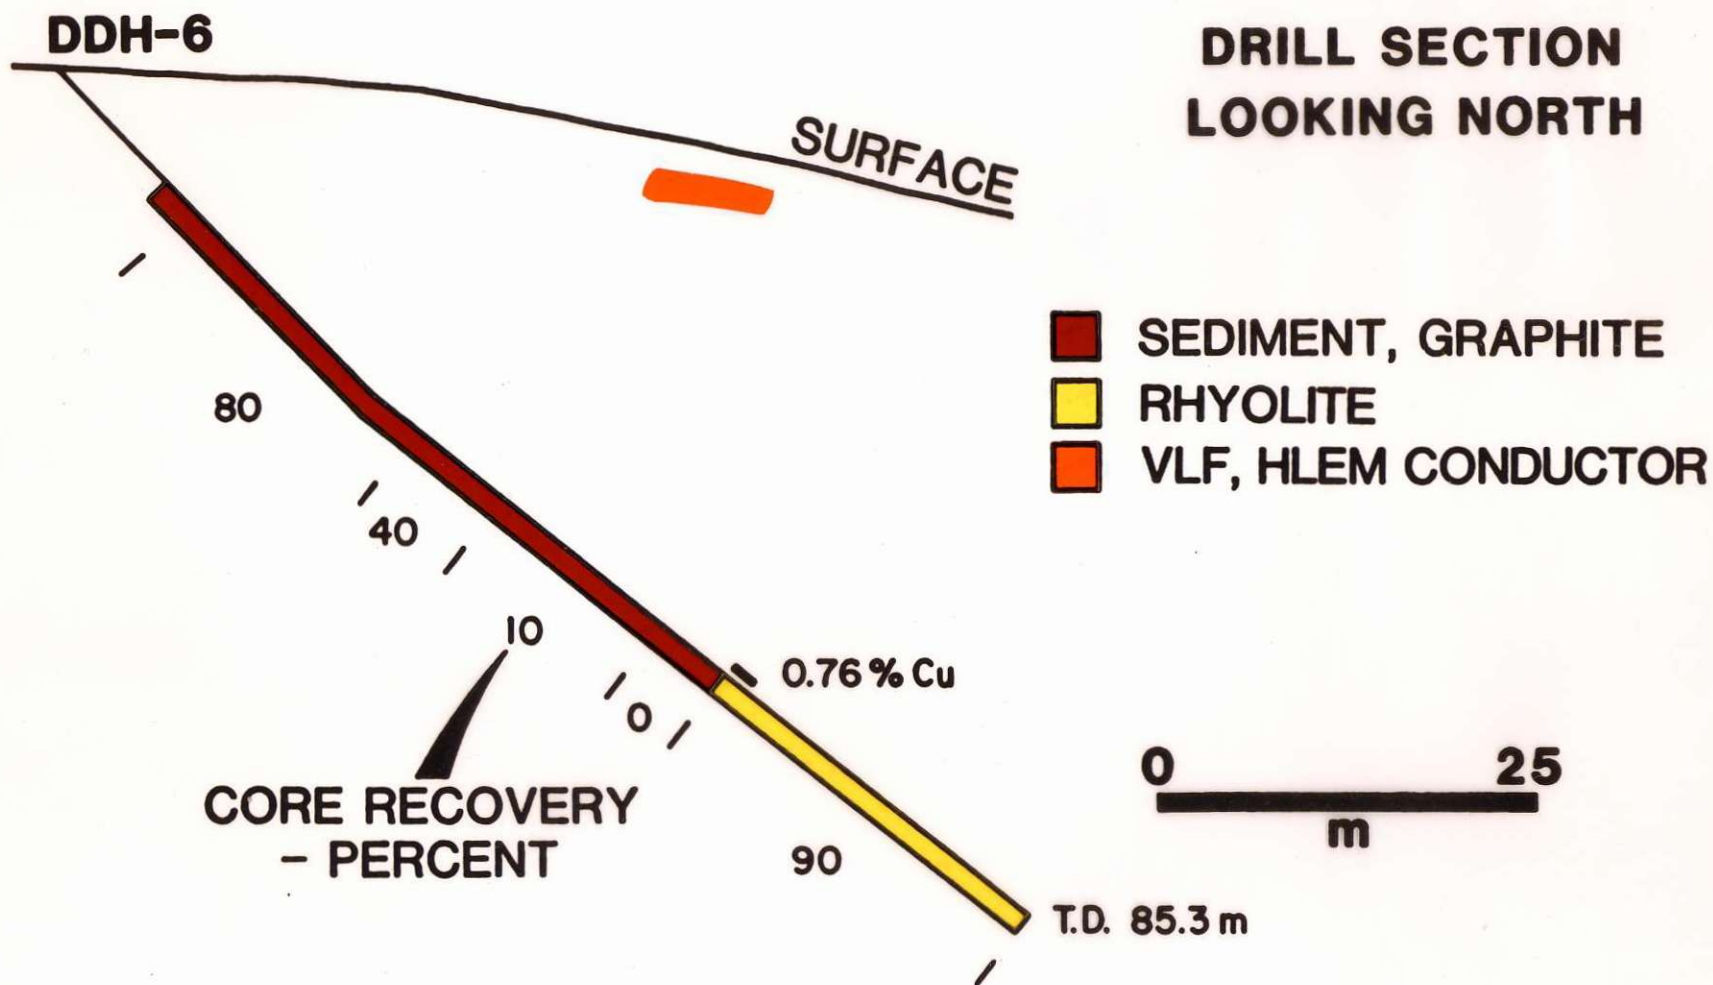 DDH-6
DRILL SECTION
LOOKING NORTH
SURFACE
SEDIMENT, GRAPHITE
RHYOLITE
VLF, HLEM CONDUCTOR
80
40
10
0
0.76 % Cu
CORE RECOVERY
- PERCENT
90
0 25
m
T.D. 85.3 m